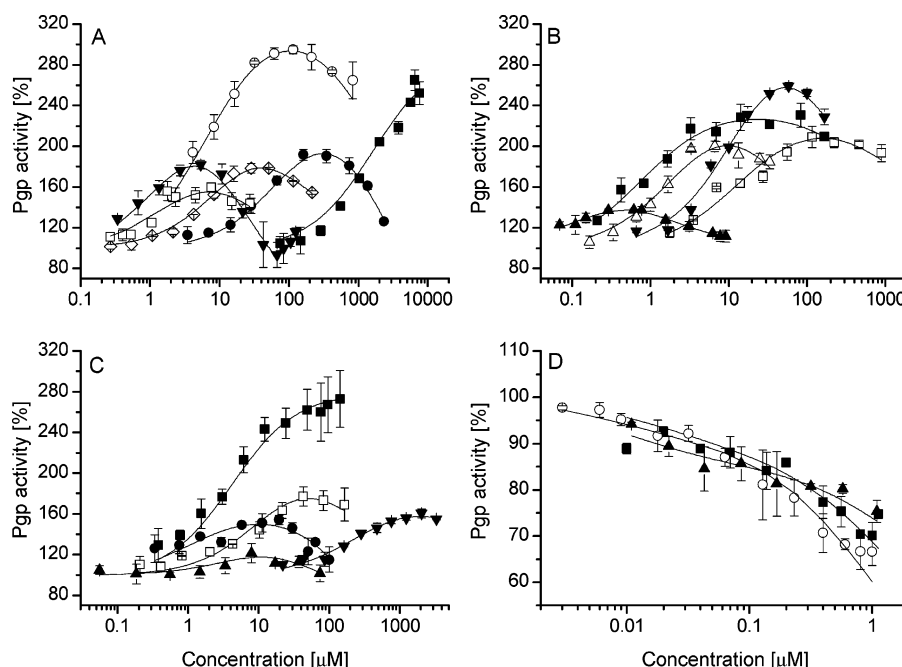 A
Pgp activity [%]
320
280
240
200
160
120
80
0.1 1 10 100 1000 10000
B
Pgp activity [%]
320
280
240
200
160
120
80
0.1 1 10 100 1000
C
Pgp activity [%]
320
280
240
200
160
120
80
0.1 1 10 100 1000
Concentration [µM]
D
Pgp activity [%]
110
100
90
80
70
60
0.01 0.1 1
Concentration [µM]